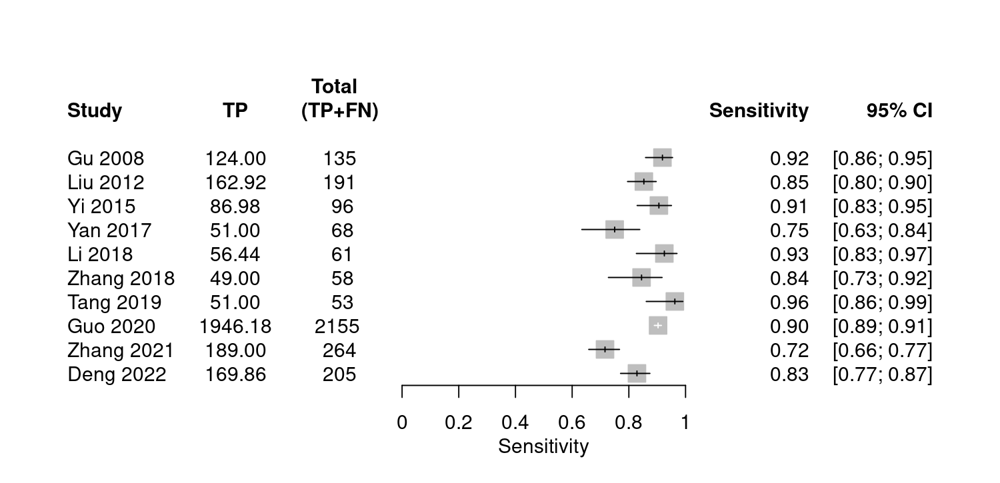 Total
Study TP (TP+FN) Sensitivity 95% CI
Gu 2008 124.00 135 0.92 [0.86; 0.95]
Liu 2012 162.92 191 0.85 [0.80; 0.90]
Yi 2015 86.98 96 0.91 [0.83; 0.95]
Yan 2017 51.00 68 0.75 [0.63; 0.84]
Li 2018 56.44 61 0.93 [0.83; 0.97]
Zhang 2018 49.00 58 0.84 [0.73; 0.92]
Tang 2019 51.00 53 0.96 [0.86; 0.99]
Guo 2020 1946.18 2155 0.90 [0.89; 0.91]
Zhang 2021 189.00 264 0.72 [0.66; 0.77]
Deng 2022 169.86 205 0.83 [0.77; 0.87]
0 0.2 0.4 0.6 0.8 1
Sensitivity